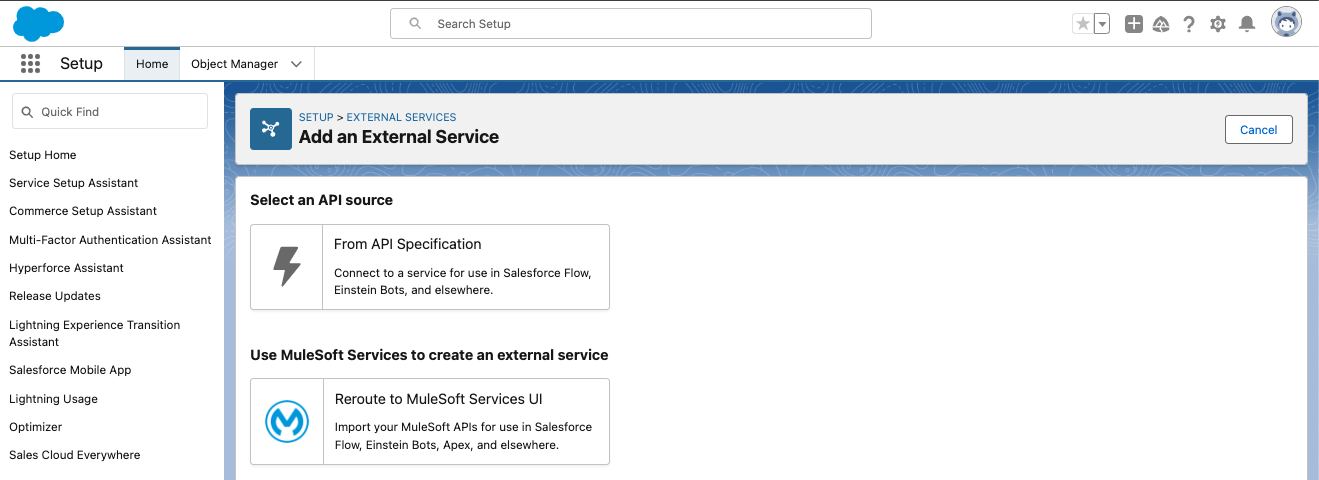 Search Setup
Setup
Home
Object Manager
Quick Find
Setup Home
Service Setup Assistant
Commerce Setup Assistant
Multi-Factor Authentication Assistant
Hyperforce Assistant
Release Updates
Lightning Experience Transition
Assistant
Salesforce Mobile App
Lightning Usage
Optimizer
Sales Cloud Everywhere
SETUP > EXTERNAL SERVICES
Add an External Service
Cancel
Select an API source
From API Specification
Connect to a service for use in Salesforce Flow,
Einstein Bots, and elsewhere.
Use MuleSoft Services to create an external service
Reroute to MuleSoft Services UI
Import your MuleSoft APIs for use in Salesforce
Flow, Einstein Bots, Apex, and elsewhere.